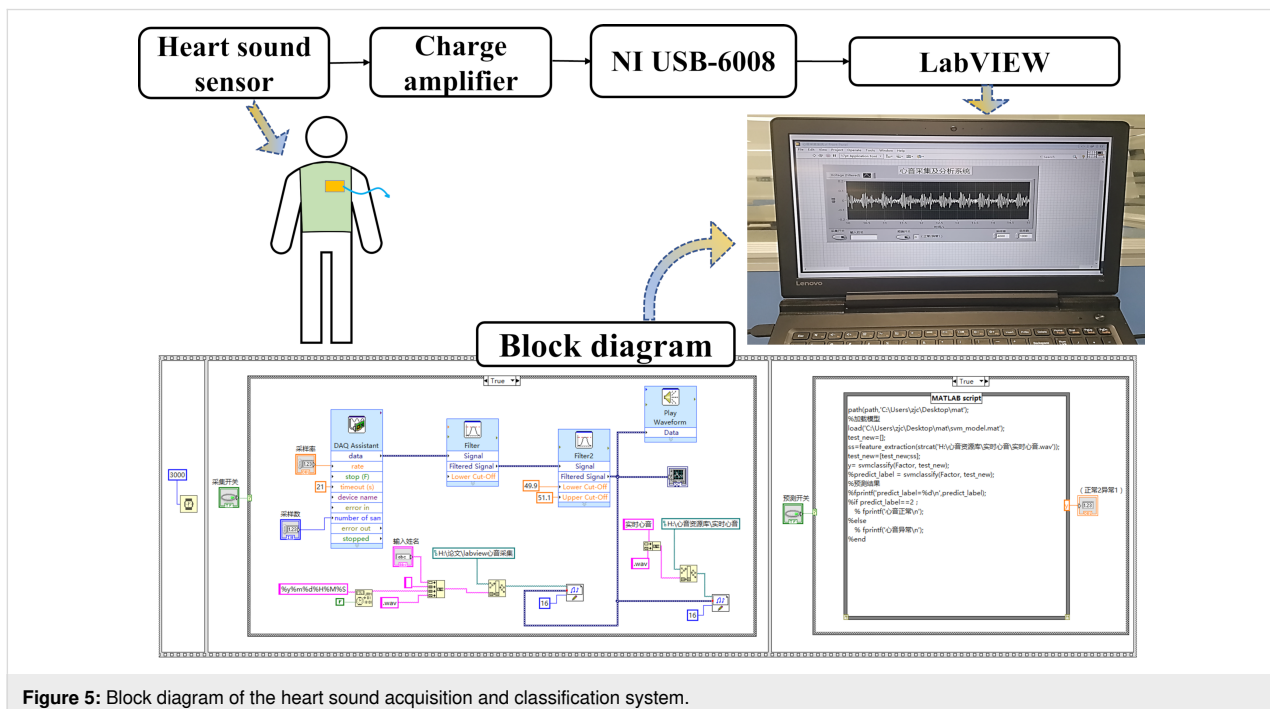 Heart sound
sensor
Charge
amplifier
NI USB-6008
LabVIEW
心音采集及分析系统
Lenovo
Block diagram
True
DAQ Assistant
data
rate
stop (F)
timeout (s)
device name
error in
number of sam
error out
stopped
采样率
1.23
21
采样数
1.23
3000
采集开关
Filter
Signal
Filtered Signal
Lower Cut-Off
Filter2
Signal
Filtered Signal
Lower Cut-Off
Upper Cut-Off
49.9
51.1
Play
Waveform
Data
输入姓名
abc
%y%m%d%H%M%S
.wav
H:\论文\labview心音采集
16
实时心音
.wav
H:\心音资源库\实时心音
16
True
预测开关
MATLAB script
path(path,'C:\Users\zjc\Desktop\mat');
%加载模型
load('C:\Users\zjc\Desktop\mat\svm_model.mat');
test_new=[];
ss=feature_extraction(strcat('H:\心音资源库\实时心音\实时心音.wav'));
test_new=[test_new;ss];
y= svmclassify(Factor, test_new);
%predict_label = svmclassify(Factor, test_new);
%预测结果
%fprintf('predict_label=%d\n',predict_label);
%if predict_label==2 ;
% fprintf('心音正常\n');
%else
% fprintf('心音异常\n');
%end
（正常2异常1）
1.23
Figure 5: Block diagram of the heart sound acquisition and classification system.